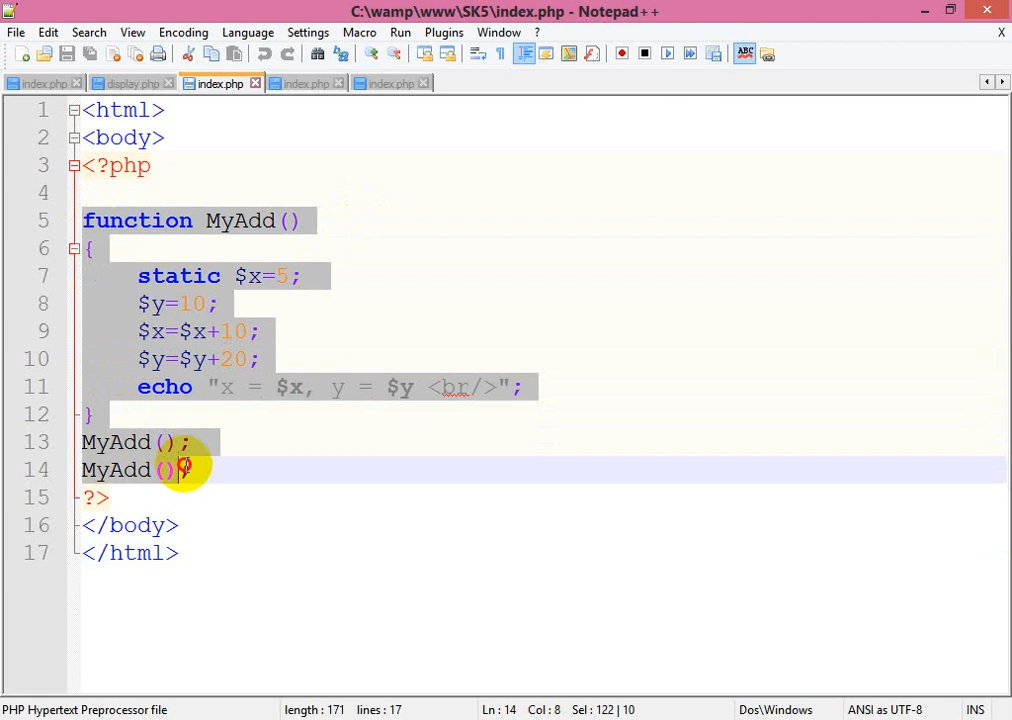 C:\wamp\www\SK5\index.php - Notepad++
File Edit Search View Encoding Language Settings Macro Run Plugins Window ? X
index.php display.php index.php index.php index.php
1 <html>
2 <body>
3 <?php
4
5 function MyAdd()
6 {
7 static $x=5;
8 $y=10;
9 $x=$x+10;
10 $y=$y+20;
11 echo "x = $x, y = $y <br/>";
12 }
13 MyAdd();
14 MyAdd();
15 ?>
16 </body>
17 </html>
PHP Hypertext Preprocessor file length : 171 lines : 17 Ln : 14 Col : 8 Sel : 122 | 10 Dos\Windows ANSI as UTF-8 INS